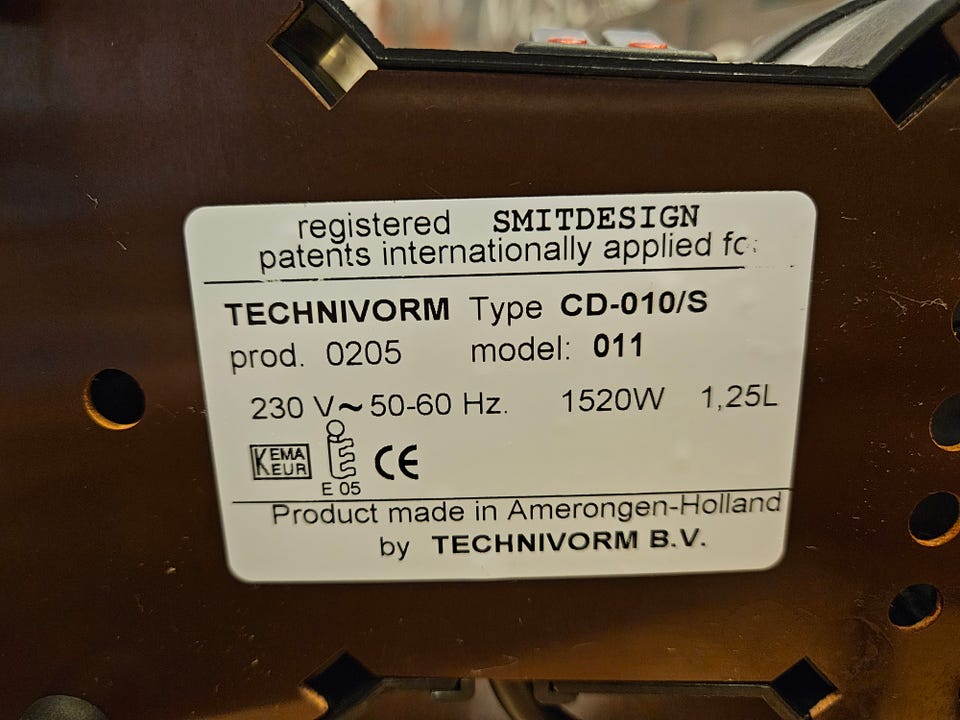 registered SMITDESIGN
patents internationally applied for
TECHNIVORM Type CD-010/S
prod. 0205 model: 011
230 V~50-60 Hz. 1520W 1,25L
KEMA KEUR E CE
E 05
Product made in Amerongen-Holland
by TECHNIVORM B.V.